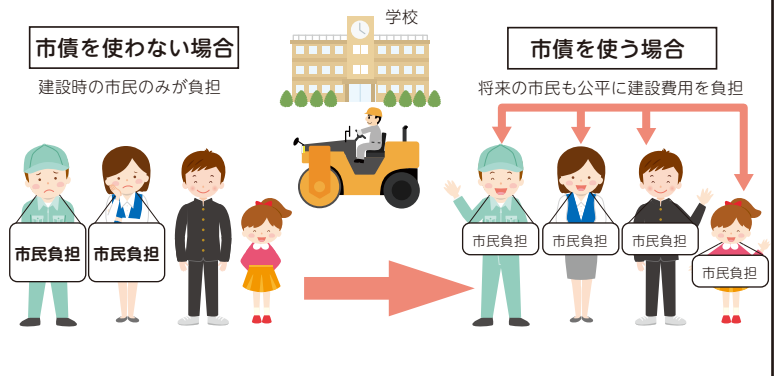 学校
市債を使わない場合
建設時の市民のみが負担
市債を使う場合
将来の市民も公平に建設費用を負担
市民負担
市民負担
市民負担
市民負担
市民負担
市民負担